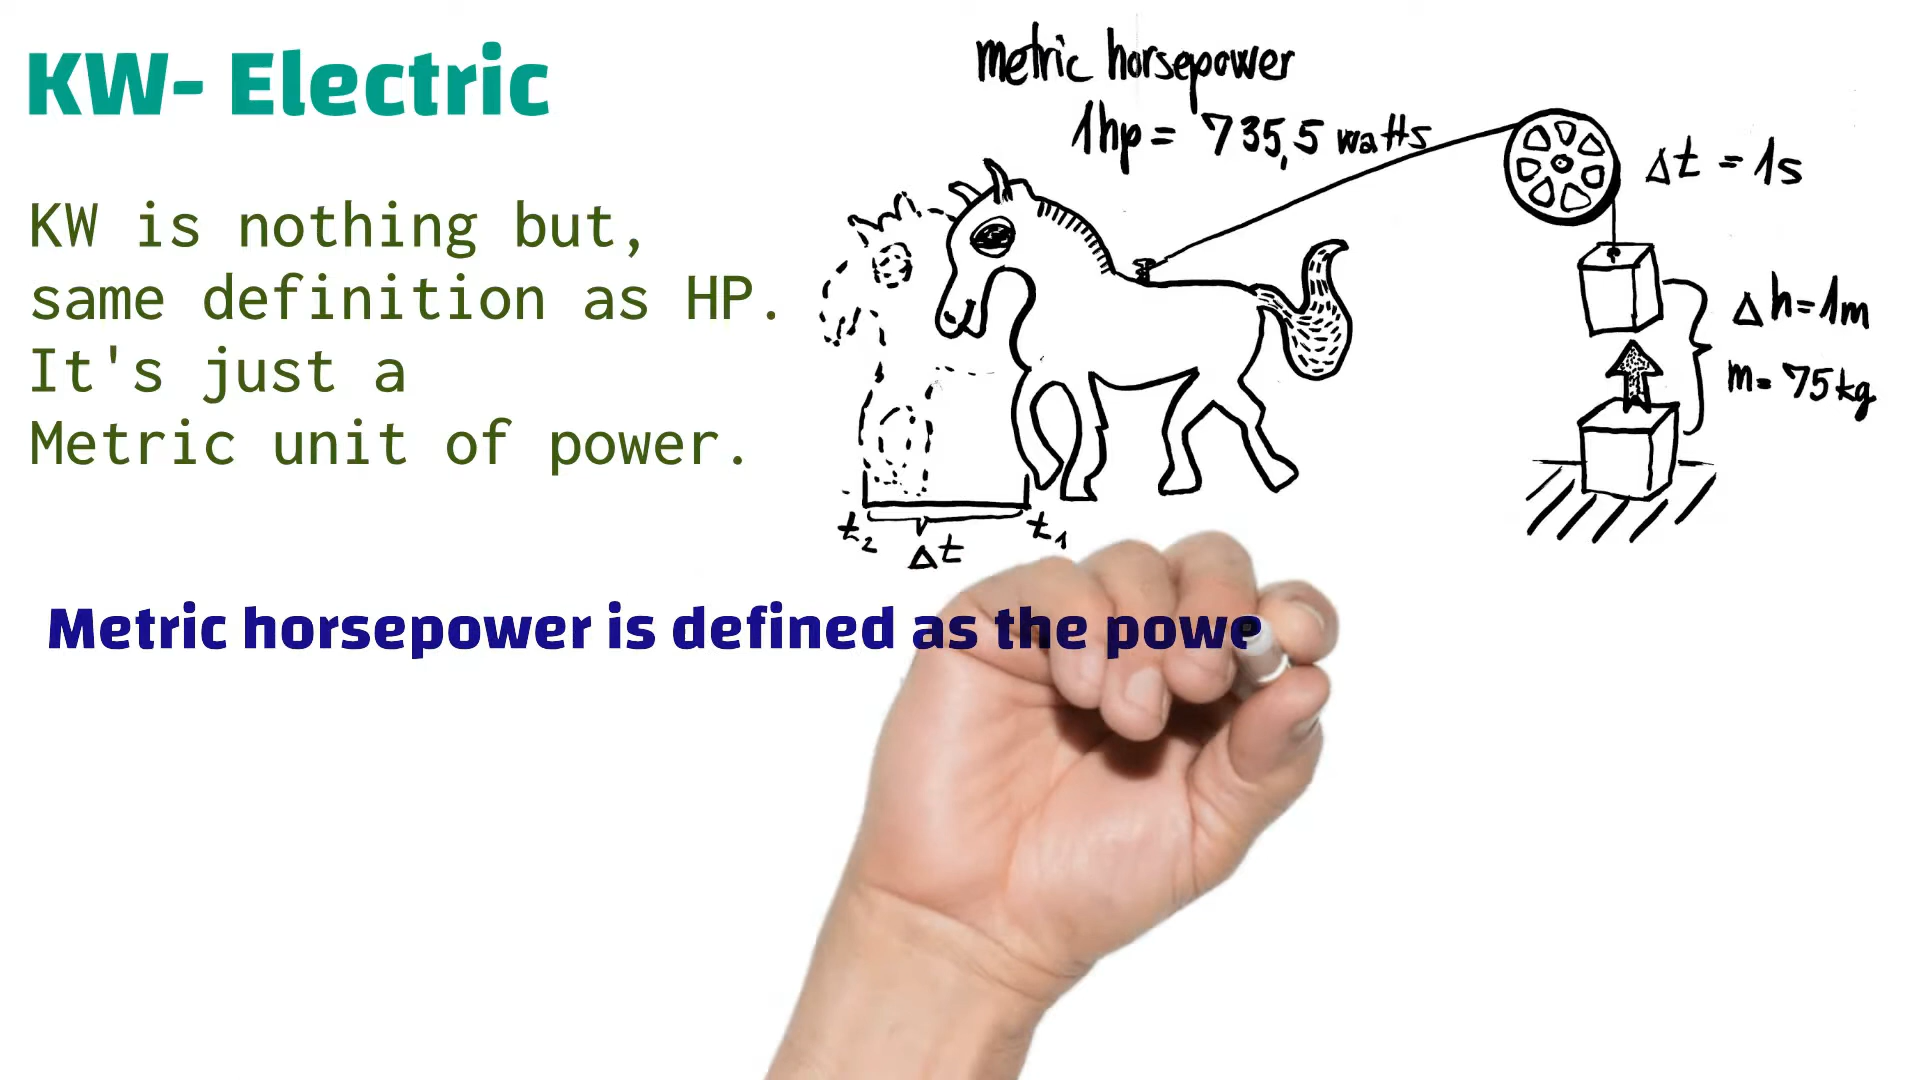 KW- Electric
KW is nothing but,
same definition as HP.
It's just a
Metric unit of power.
metric horsepower
1hp = 735,5 watts
Δt = 1s
Δh=1m
m= 75kg
t₂
Δt
t₁
Metric horsepower is defined as the powe